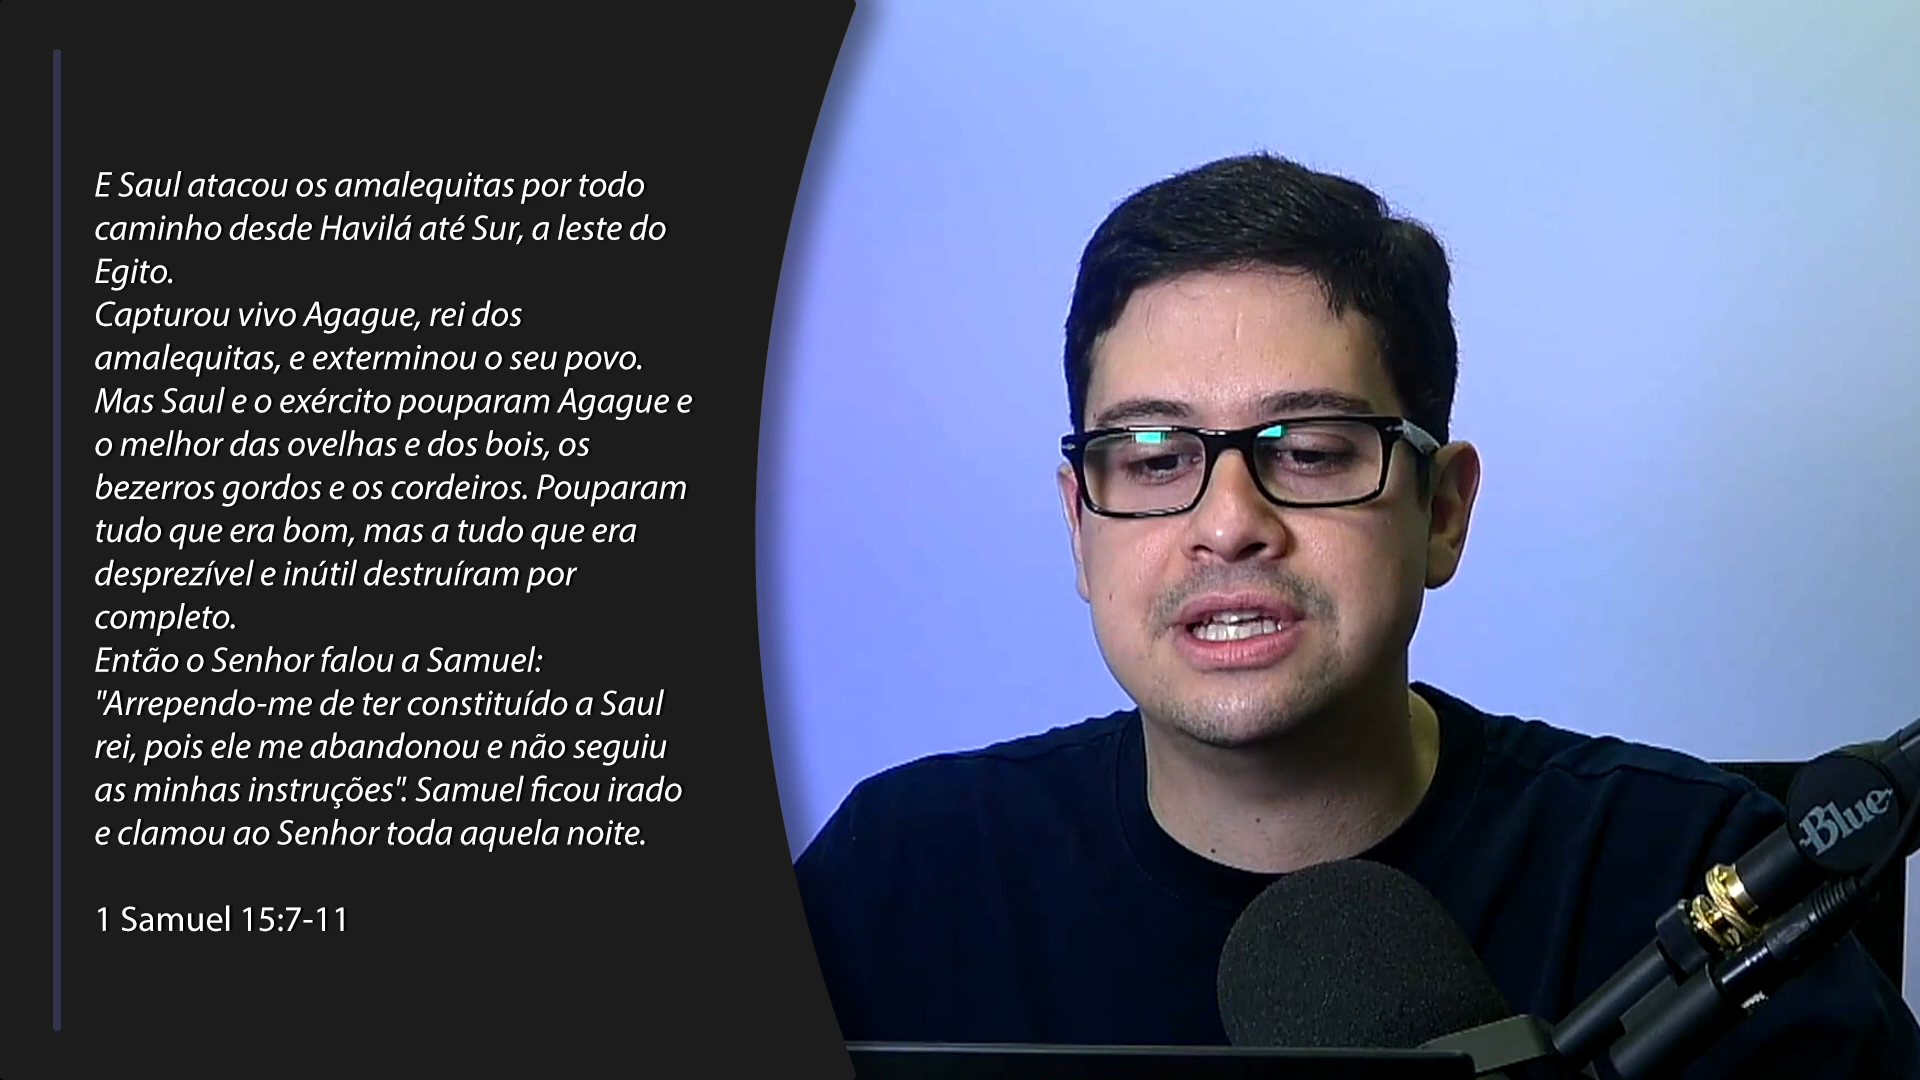 E Saul atacou os amalequitas por todo
caminho desde Havilá até Sur, a leste do
Egito.
Capturou vivo Agague, rei dos
amalequitas, e exterminou o seu povo.
Mas Saul e o exército pouparam Agague e
o melhor das ovelhas e dos bois, os
bezerros gordos e os cordeiros. Pouparam
tudo que era bom, mas a tudo que era
desprezível e inútil destruíram por
completo.
Então o Senhor falou a Samuel:
"Arrependo-me de ter constituído a Saul
rei, pois ele me abandonou e não seguiu
as minhas instruções". Samuel ficou irado
e clamou ao Senhor toda aquela noite.
1 Samuel 15:7-11
Blue